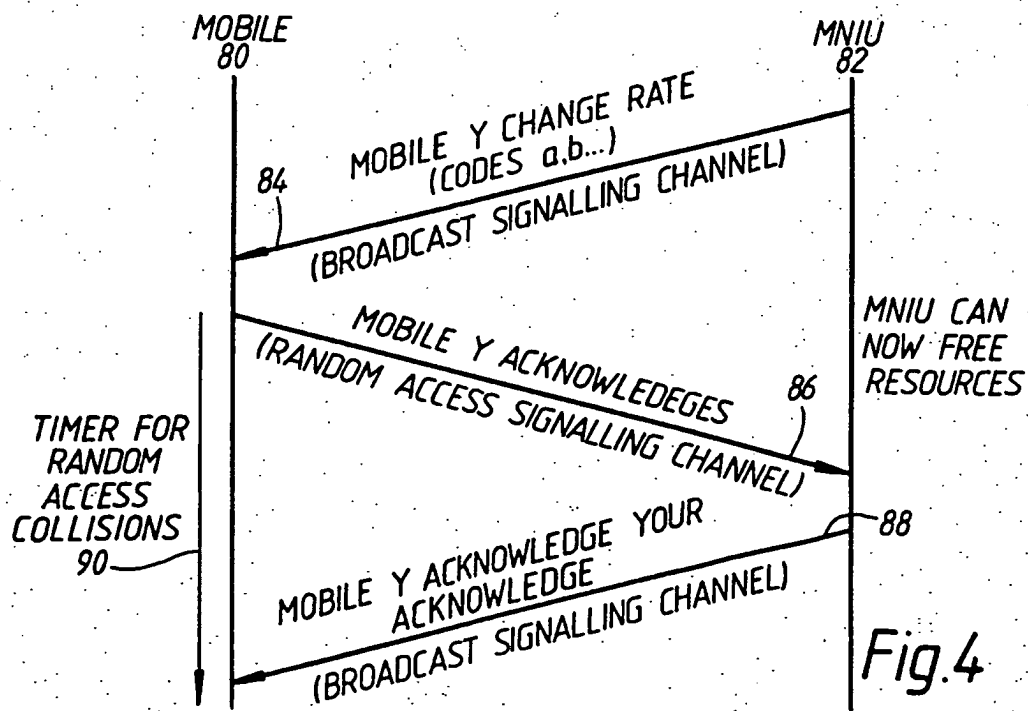 MOBILE
80
MNIU
82
MOBILE Y CHANGE RATE
(CODES a,b...)
84
(BROADCAST SIGNALLING CHANNEL)
MOBILE Y ACKNOWLEDEGES
(RANDOM ACCESS SIGNALLING CHANNEL)
86
MNIU CAN
NOW FREE
RESOURCES
TIMER FOR
RANDOM
ACCESS
COLLISIONS
90
88
MOBILE Y ACKNOWLEDGE YOUR
ACKNOWLEDGE
(BROADCAST SIGNALLING CHANNEL)
Fig.4